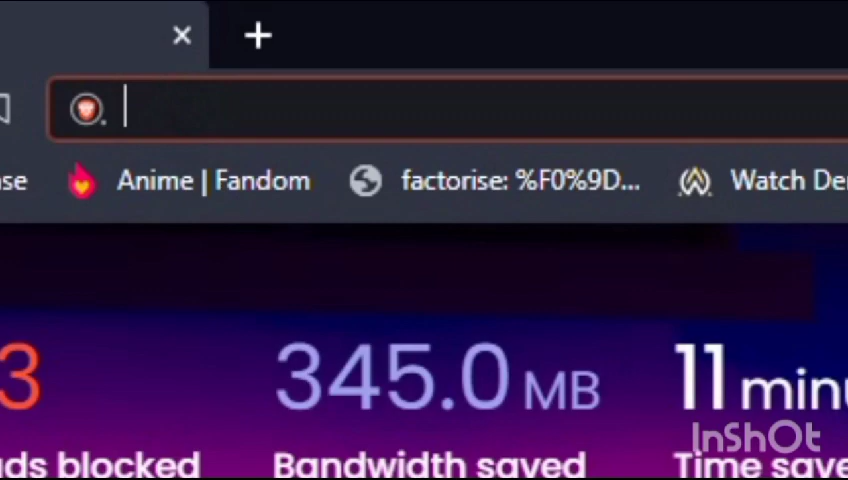 se Anime | Fandom factorise: %F0%9D... Watch De
3 345.0 MB 11 minu
ds blocked Bandwidth saved Time save
InShOt